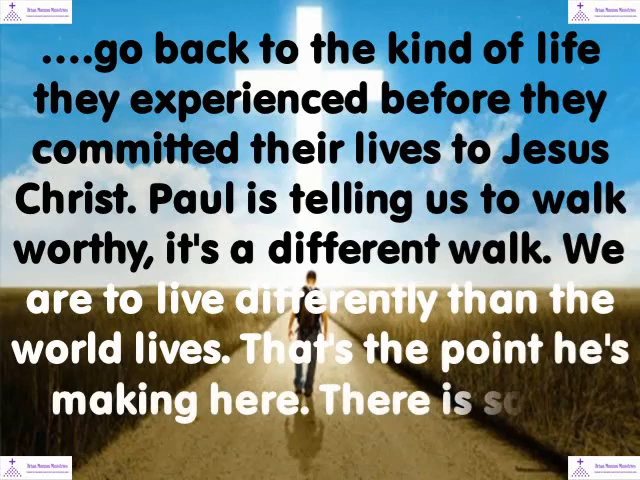 ....go back to the kind of life
they experienced before they
committed their lives to Jesus
Christ. Paul is telling us to walk
worthy, it's a different walk. We
are to live differently than the
world lives. That's the point he's
making here. There is